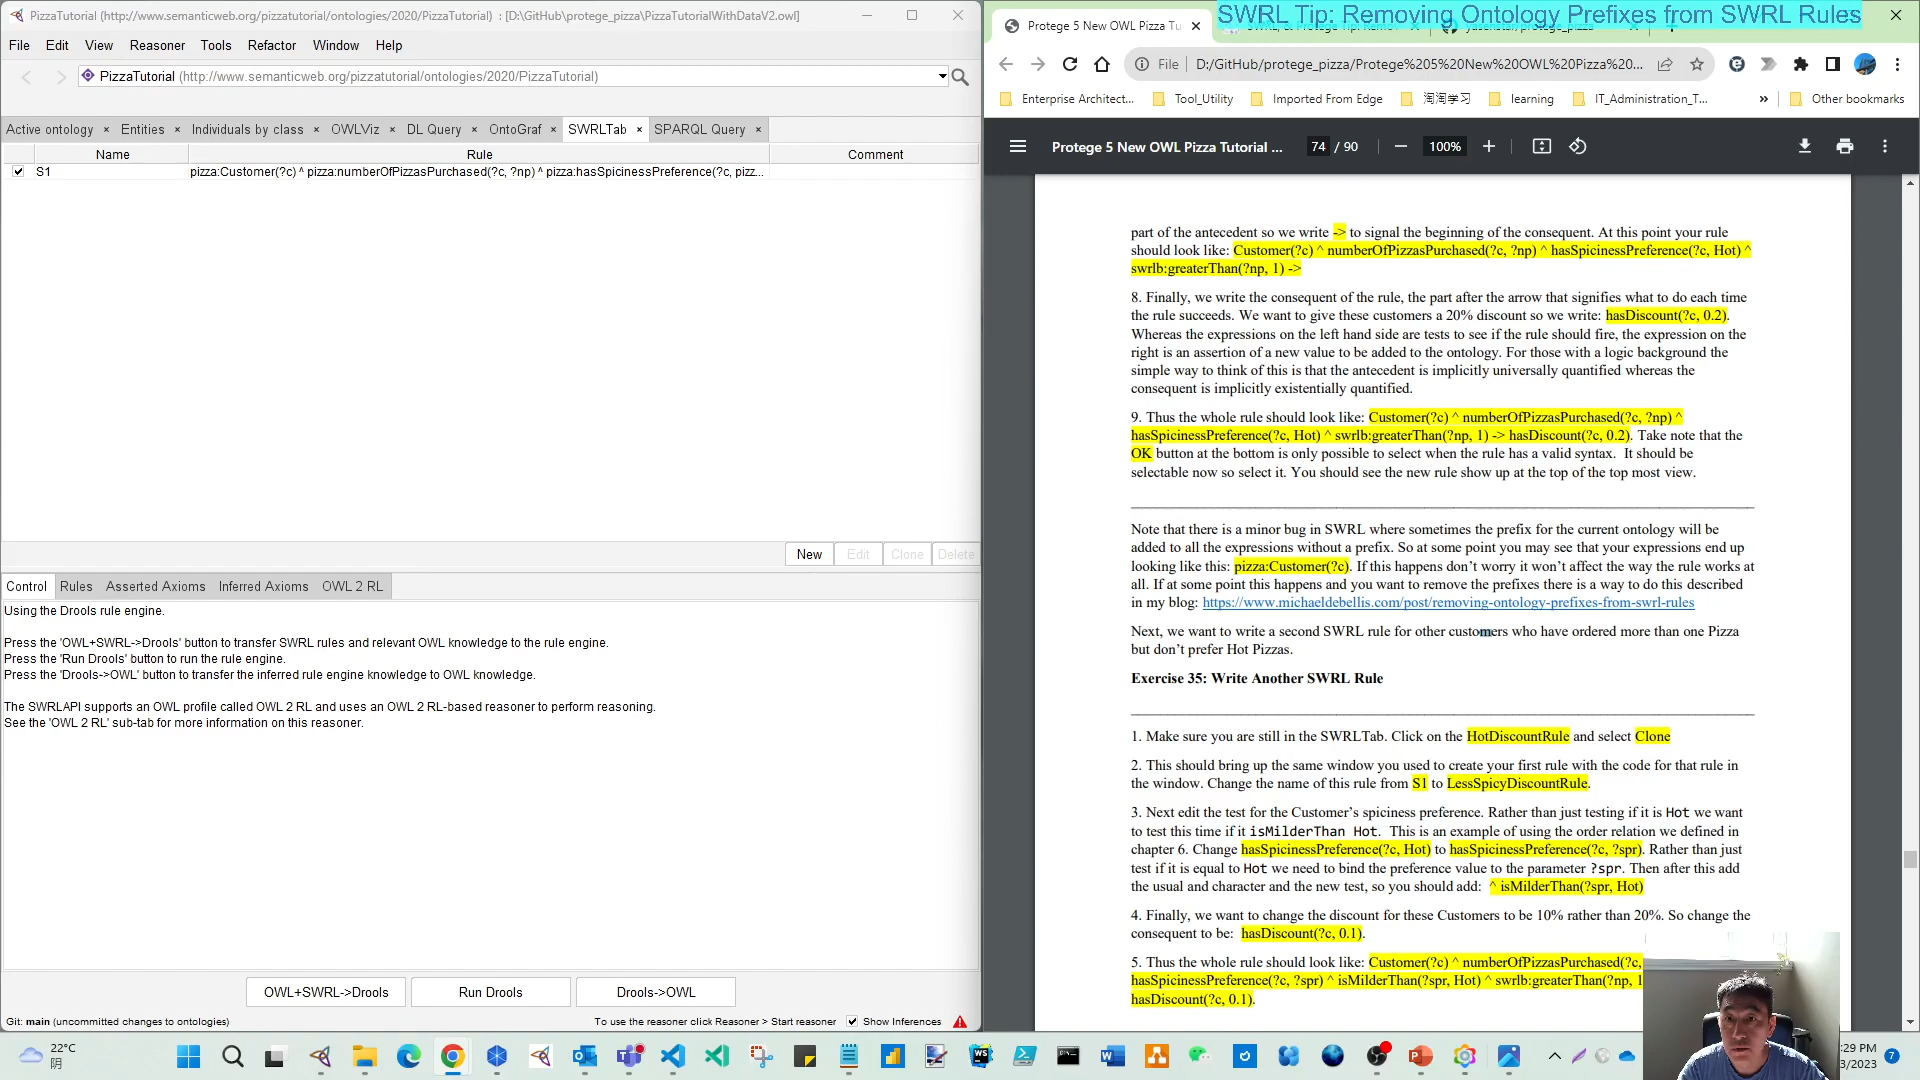 PizzaTutorial (http://www.semanticweb.org/pizzatutorial/ontologies/2020/PizzaTutorial) : [D:\GitHub\protege_pizza\PizzaTutorialWithDataV2.owl]
File Edit View Reasoner Tools Refactor Window Help
PizzaTutorial (http://www.semanticweb.org/pizzatutorial/ontologies/2020/PizzaTutorial)
Active ontology × Entities × Individuals by class × OWLViz × DL Query × OntoGraf × SWRLTab × SPARQL Query ×
Name Rule Comment
S1 pizza:Customer(?c) ^ pizza:numberOfPizzasPurchased(?c, ?np) ^ pizza:hasSpicinessPreference(?c, pizz...
New Edit Clone Delete
Control Rules Asserted Axioms Inferred Axioms OWL 2 RL
Using the Drools rule engine.
Press the 'OWL+SWRL->Drools' button to transfer SWRL rules and relevant OWL knowledge to the rule engine.
Press the 'Run Drools' button to run the rule engine.
Press the 'Drools->OWL' button to transfer the inferred rule engine knowledge to OWL knowledge.
The SWRLAPI supports an OWL profile called OWL 2 RL and uses an OWL 2 RL-based reasoner to perform reasoning.
See the 'OWL 2 RL' sub-tab for more information on this reasoner.
OWL+SWRL->Drools Run Drools Drools->OWL
Git: main (uncommitted changes to ontologies) To use the reasoner click Reasoner > Start reasoner Show Inferences
SWRL Tip: Removing Ontology Prefixes from SWRL Rules
Protege 5 New OWL Pizza Tu
File D:/GitHub/protege_pizza/Protege%205%20New%20OWL%20Pizza%20...
Enterprise Architect... Tool_Utility Imported From Edge 淘淘学习 learning IT_Administration_T... » Other bookmarks
Protege 5 New OWL Pizza Tutorial ... 74 / 90 100%
part of the antecedent so we write -> to signal the beginning of the consequent. At this point your rule
should look like: Customer(?c) ^ numberOfPizzasPurchased(?c, ?np) ^ hasSpicinessPreference(?c, Hot) ^
swrlb:greaterThan(?np, 1) ->
8. Finally, we write the consequent of the rule, the part after the arrow that signifies what to do each time
the rule succeeds. We want to give these customers a 20% discount so we write: hasDiscount(?c, 0.2).
Whereas the expressions on the left hand side are tests to see if the rule should fire, the expression on the
right is an assertion of a new value to be added to the ontology. For those with a logic background the
simple way to think of this is that the antecedent is implicitly universally quantified whereas the
consequent is implicitly existentially quantified.
9. Thus the whole rule should look like: Customer(?c) ^ numberOfPizzasPurchased(?c, ?np) ^
hasSpicinessPreference(?c, Hot) ^ swrlb:greaterThan(?np, 1) -> hasDiscount(?c, 0.2). Take note that the
OK button at the bottom is only possible to select when the rule has a valid syntax. It should be
selectable now so select it. You should see the new rule show up at the top of the top most view.
Note that there is a minor bug in SWRL where sometimes the prefix for the current ontology will be
added to all the expressions without a prefix. So at some point you may see that your expressions end up
looking like this: pizza:Customer(?c). If this happens don't worry it won't affect the way the rule works at
all. If at some point this happens and you want to remove the prefixes there is a way to do this described
in my blog: https://www.michaeldebellis.com/post/removing-ontology-prefixes-from-swrl-rules
Next, we want to write a second SWRL rule for other customers who have ordered more than one Pizza
but don't prefer Hot Pizzas.
Exercise 35: Write Another SWRL Rule
1. Make sure you are still in the SWRLTab. Click on the HotDiscountRule and select Clone
2. This should bring up the same window you used to create your first rule with the code for that rule in
the window. Change the name of this rule from S1 to LessSpicyDiscountRule.
3. Next edit the test for the Customer's spiciness preference. Rather than just testing if it is Hot we want
to test this time if it isMilderThan Hot. This is an example of using the order relation we defined in
chapter 6. Change hasSpicinessPreference(?c, Hot) to hasSpicinessPreference(?c, ?spr). Rather than just
test if it is equal to Hot we need to bind the preference value to the parameter ?spr. Then after this add
the usual and character and the new test, so you should add: ^ isMilderThan(?spr, Hot)
4. Finally, we want to change the discount for these Customers to be 10% rather than 20%. So change the
consequent to be: hasDiscount(?c, 0.1).
5. Thus the whole rule should look like: Customer(?c) ^ numberOfPizzasPurchased(?c,
hasSpicinessPreference(?c, ?spr) ^ isMilderThan(?spr, Hot) ^ swrlb:greaterThan(?np, 1
hasDiscount(?c, 0.1).
22°C
阴
:29 PM
3/2023
7